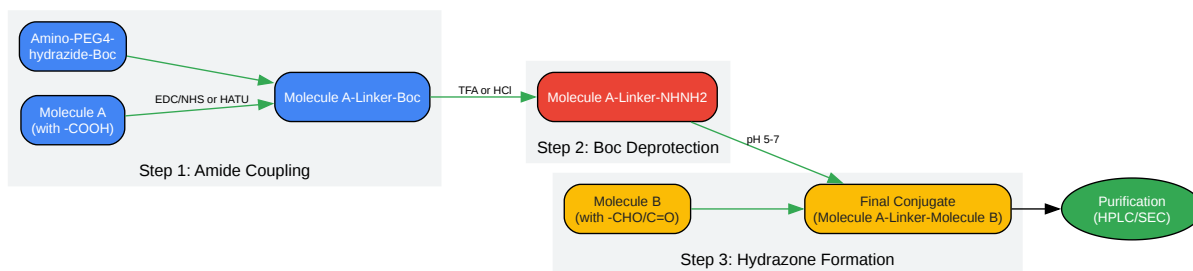 Amino-PEG4-
hydrazide-Boc
Molecule A
(with -COOH)
EDC/NHS or HATU
Molecule A-Linker-Boc
Step 1: Amide Coupling
TFA or HCl
Molecule A-Linker-NHNH2
Step 2: Boc Deprotection
pH 5-7
Molecule B
(with -CHO/C=O)
Final Conjugate
(Molecule A-Linker-Molecule B)
Step 3: Hydrazone Formation
Purification
(HPLC/SEC)